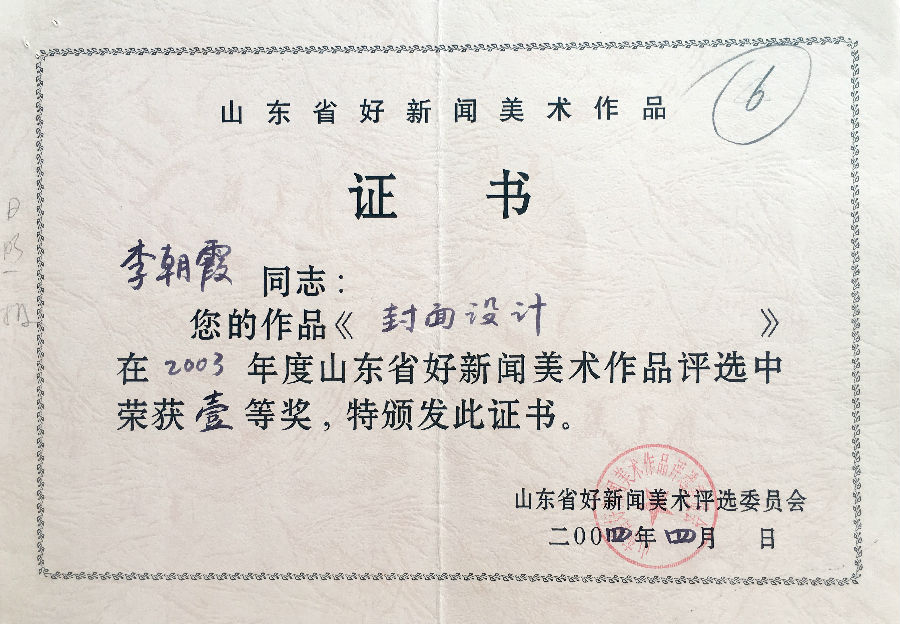 山东省好新闻美术作品
6
证 书
李朝霞 同志：
您的作品《 封面设计 》
在 2003 年度山东省好新闻美术作品评选中
荣获 壹 等奖，特颁发此证书。
山东省好新闻美术评选委员会
二00四年 四月 日